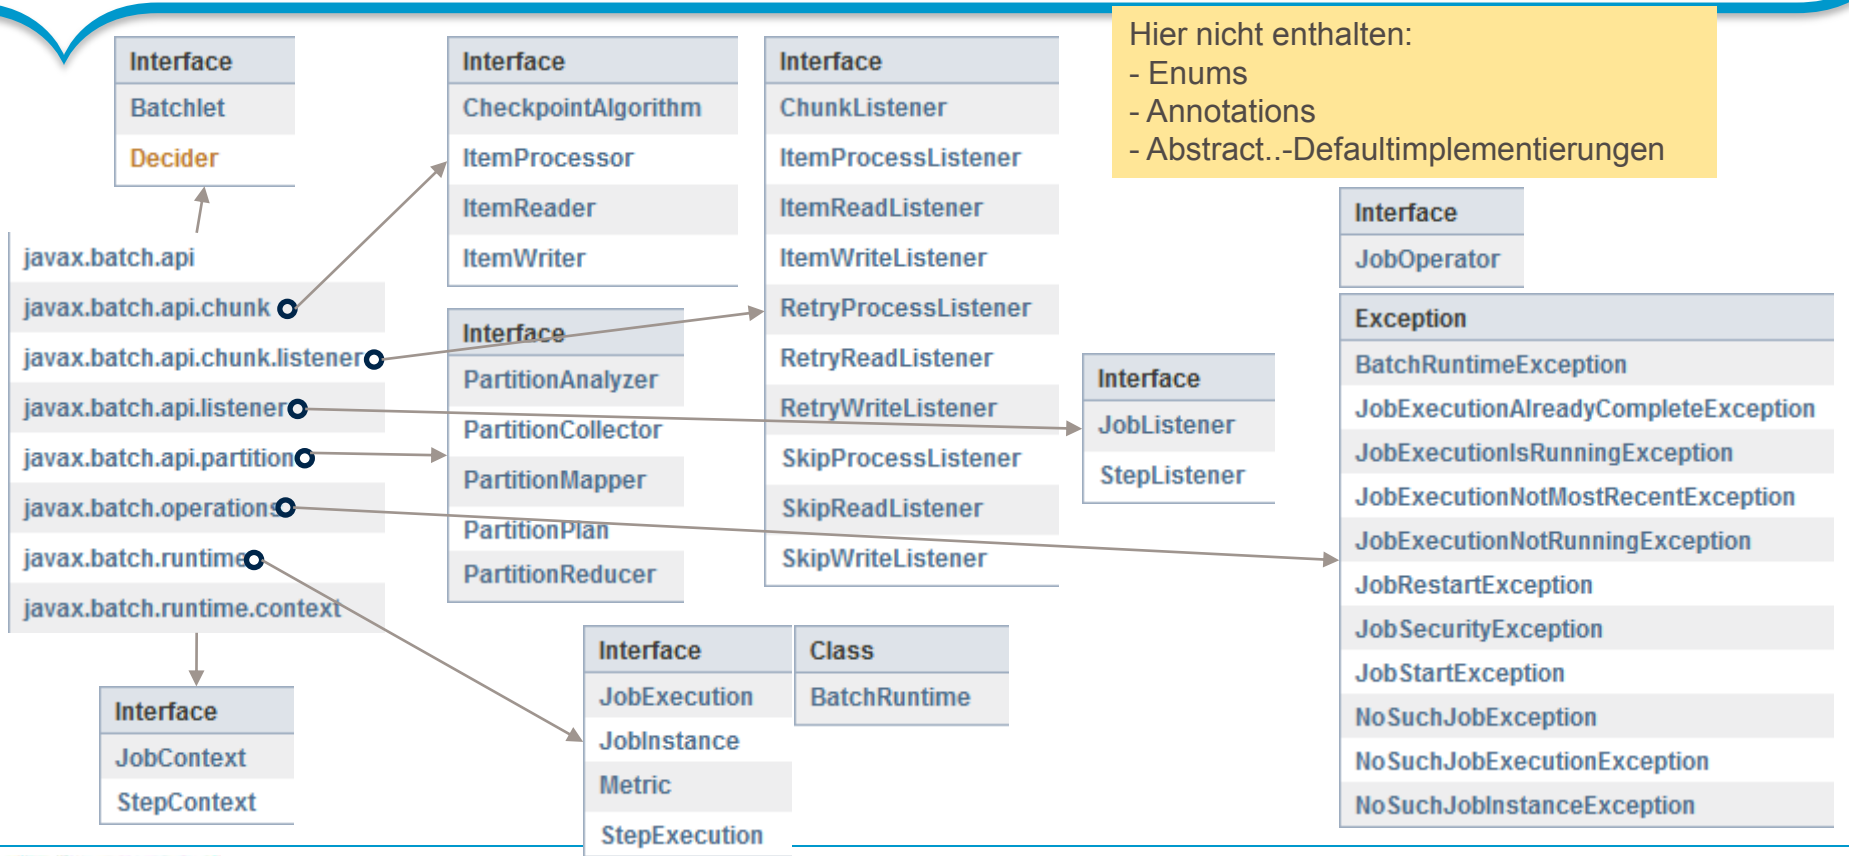 Hier nicht enthalten:
- Enums
- Annotations
- Abstract..-Defaultimplementierungen
Interface
Batchlet
Decider
Interface
CheckpointAlgorithm
ItemProcessor
ItemReader
ItemWriter
Interface
ChunkListener
ItemProcessListener
ItemReadListener
ItemWriteListener
RetryProcessListener
RetryReadListener
RetryWriteListener
SkipProcessListener
SkipReadListener
SkipWriteListener
javax.batch.api
javax.batch.api.chunk
javax.batch.api.chunk.listener
javax.batch.api.listener
javax.batch.api.partition
javax.batch.operations
javax.batch.runtime
javax.batch.runtime.context
Interface
PartitionAnalyzer
PartitionCollector
PartitionMapper
PartitionPlan
PartitionReducer
Interface
JobListener
StepListener
Interface
JobOperator
Exception
BatchRuntimeException
JobExecutionAlreadyCompleteException
JobExecutionIsRunningException
JobExecutionNotMostRecentException
JobExecutionNotRunningException
JobRestartException
JobSecurityException
JobStartException
NoSuchJobException
NoSuchJobExecutionException
NoSuchJobInstanceException
Interface
JobContext
StepContext
Interface
JobExecution
JobInstance
Metric
StepExecution
Class
BatchRuntime